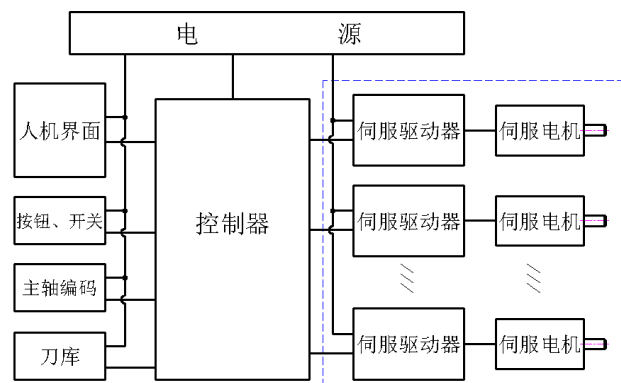 电 源
人机界面
按钮、开关
主轴编码
刀库
控制器
伺服驱动器
伺服电机
伺服驱动器
伺服电机
伺服驱动器
伺服电机